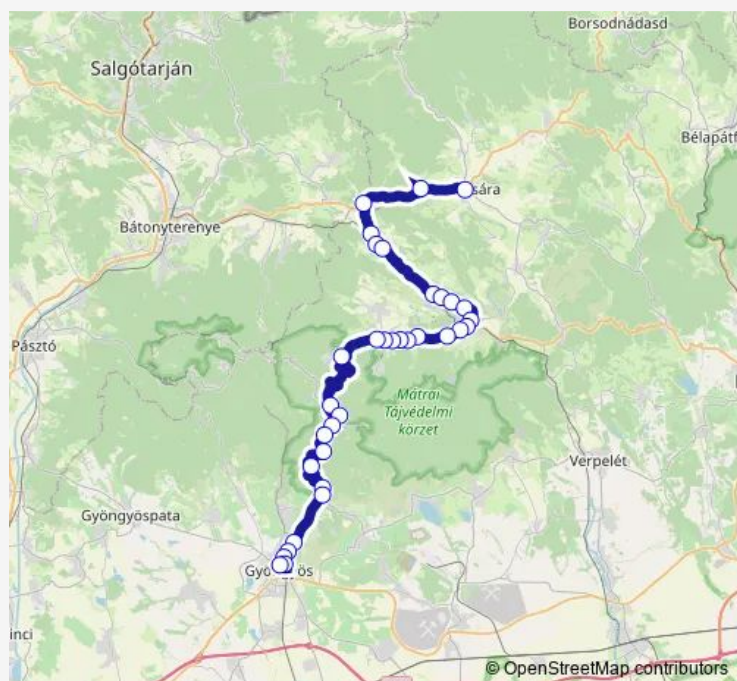 Borsodnádasd
Salgótarján
Bélapátf
sára
Bátonyterenye
Pásztó
Mátrai
Tájvédelmi
körzet
Verpelét
Gyöngyöspata
Gyö ös
inci
© OpenStreetMap contributors